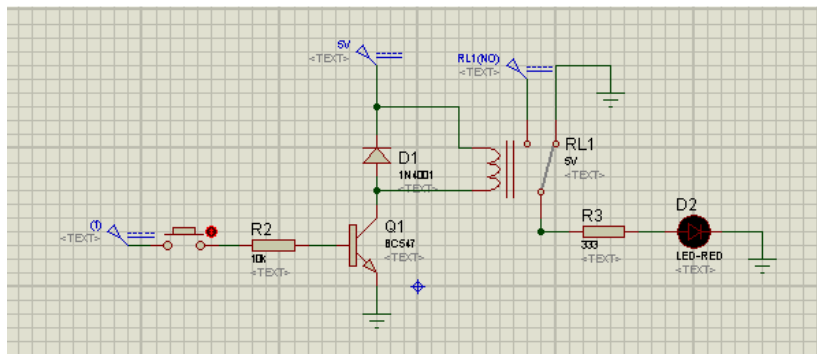 5V
<TEXT>
RL1(NO)
<TEXT>
D1
1N4001
<TEXT>
RL1
5V
<TEXT>
(1)
<TEXT>
R2
10k
<TEXT>
Q1
BC547
<TEXT>
R3
333
<TEXT>
D2
LED-RED
<TEXT>